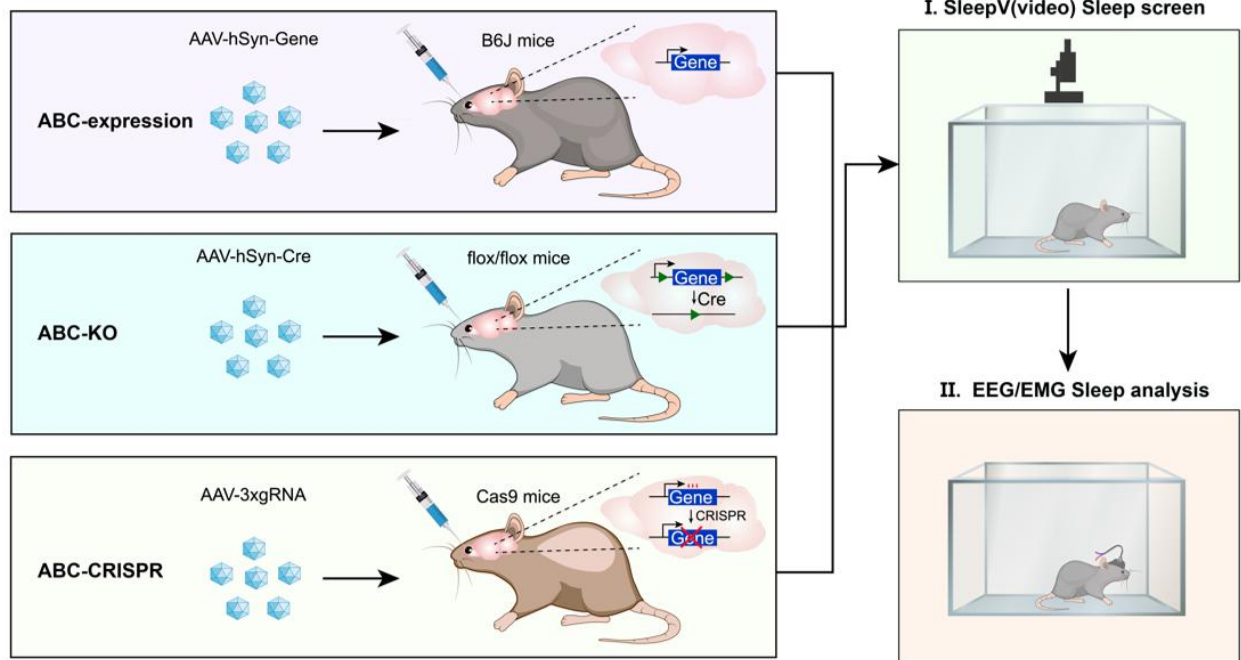 ABC-expression
AAV-hSyn-Gene
B6J mice
Gene
ABC-KO
AAV-hSyn-Cre
flox/flox mice
Gene
Cre
ABC-CRISPR
AAV-3xgRNA
Cas9 mice
Gene
CRISPR
Gene
I. SleepV(video) Sleep screen
II. EEG/EMG Sleep analysis